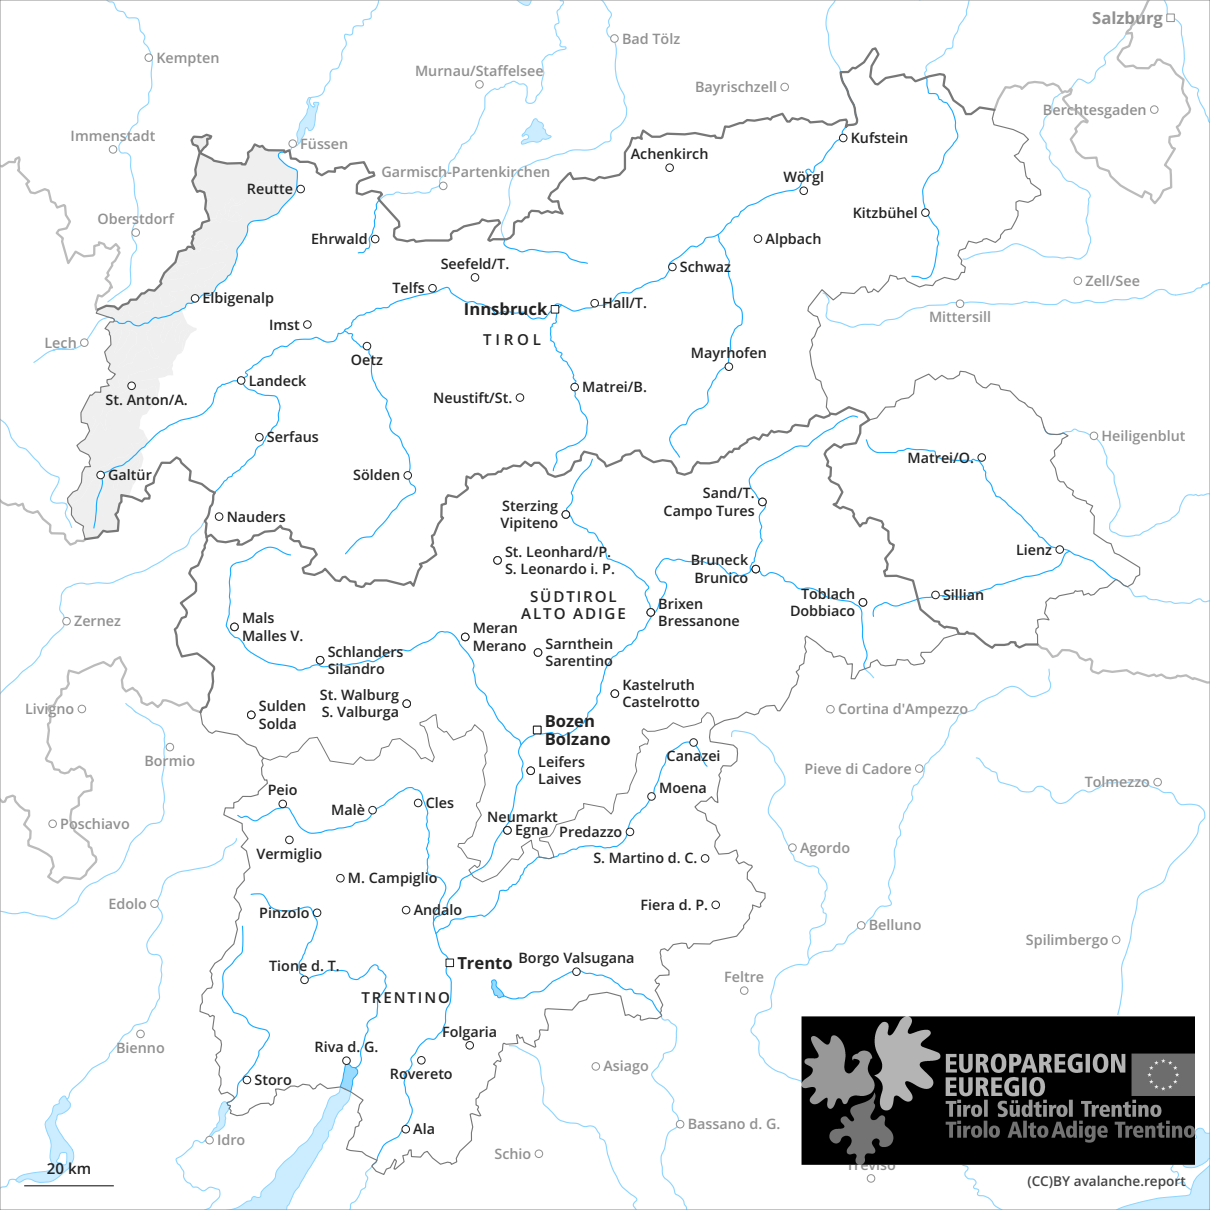 Salzburg
Bad Tölz
Kempten
Murnau/Staffelsee
Bayrischzell
Berchtesgaden
Immenstadt
Füssen
Kufstein
Achenkirch
Garmisch-Partenkirchen
Wörgl
Reutte
Kitzbühel
Oberstdorf
Ehrwald
Alpbach
Seefeld/T.
Schwaz
Zell/See
Telfs
Elbigenalp
Hall/T.
Innsbruck
Mittersill
Imst
TIROL
Lech
Mayrhofen
Oetz
Landeck
Matrei/B.
St. Anton/A.
Neustift/St.
Serfaus
Heiligenblut
Matrei/O.
Galtür
Sölden
Sand/T.
Campo Tures
Sterzing
Vipiteno
Nauders
St. Leonhard/P.
S. Leonardo i. P.
Lienz
Bruneck
Brunico
SÜDTIROL
ALTO ADIGE
Toblach
Dobbiaco
Sillian
Brixen
Bressanone
Zernez
Mals
Malles V.
Meran
Merano
Sarnthein
Sarentino
Schlanders
Silandro
Kastelruth
Castelrotto
St. Walburg
S. Valburga
Livigno
Sulden
Solda
Cortina d'Ampezzo
Bozen
Bolzano
Bormio
Canazei
Leifers
Laives
Pieve di Cadore
Tolmezzo
Peio
Moena
Malè
Cles
Neumarkt
Egna
Poschiavo
Predazzo
Agordo
Vermiglio
S. Martino d. C.
M. Campiglio
Edolo
Pinzolo
Andalo
Fiera d. P.
Belluno
Spilimbergo
Trento
Borgo Valsugana
Tione d. T.
Feltre
TRENTINO
Folgaria
Bienno
Riva d. G.
Asiago
Rovereto
Storo
EUROPAREGION
EUREGIO
Tirol Südtirol Trentino
Tirolo Alto Adige Trentino
Bassano d. G.
Ala
Idro
Schio
Treviso
20 km
(CC)BY avalanche.report